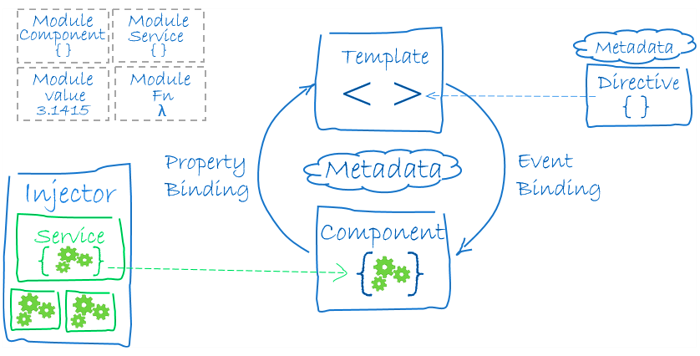 Module
Component
{ }
Module
Service
{ }
Module
value
3.1415
Module
Fn
λ
Template
< >
Metadata
Directive
{ }
Property
Binding
Metadata
Event
Binding
Injector
Service
{ }
Component
{ }